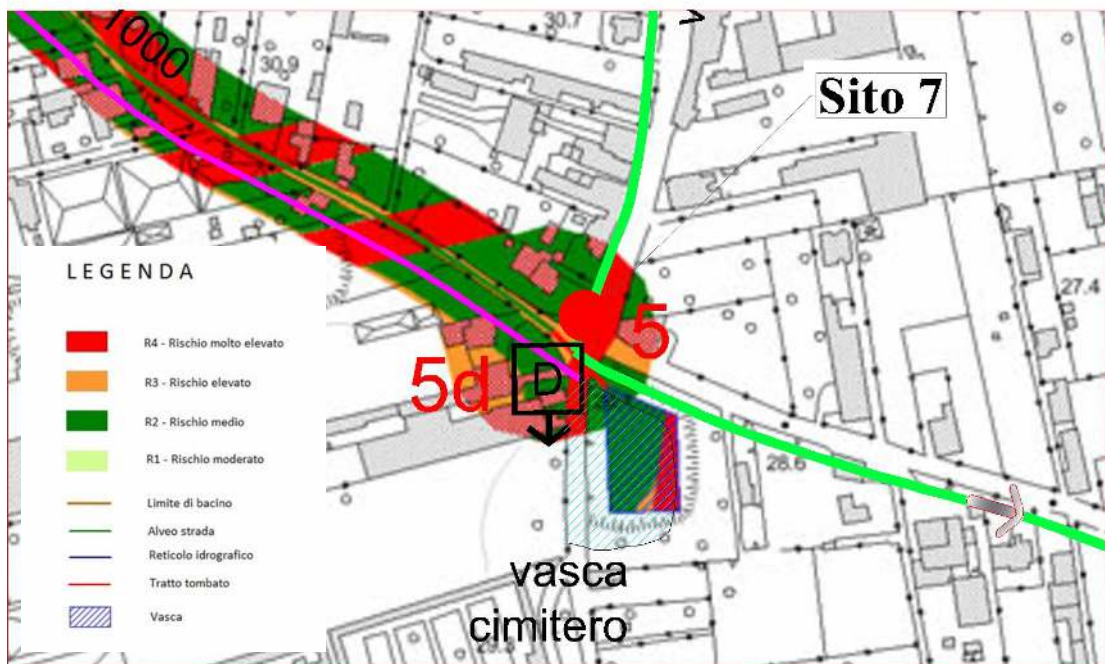 1000
30.7
30.9
27.4
Sito 7
LEGENDA
R4 - Rischio molto elevato
R3 - Rischio elevato
R2 - Rischio medio
R1 - Rischio moderato
Limite di bacino
Alveo strada
Reticolo idrografico
Tratto tombato
Vasca
5
5d
D
28.6
vasca
cimitero